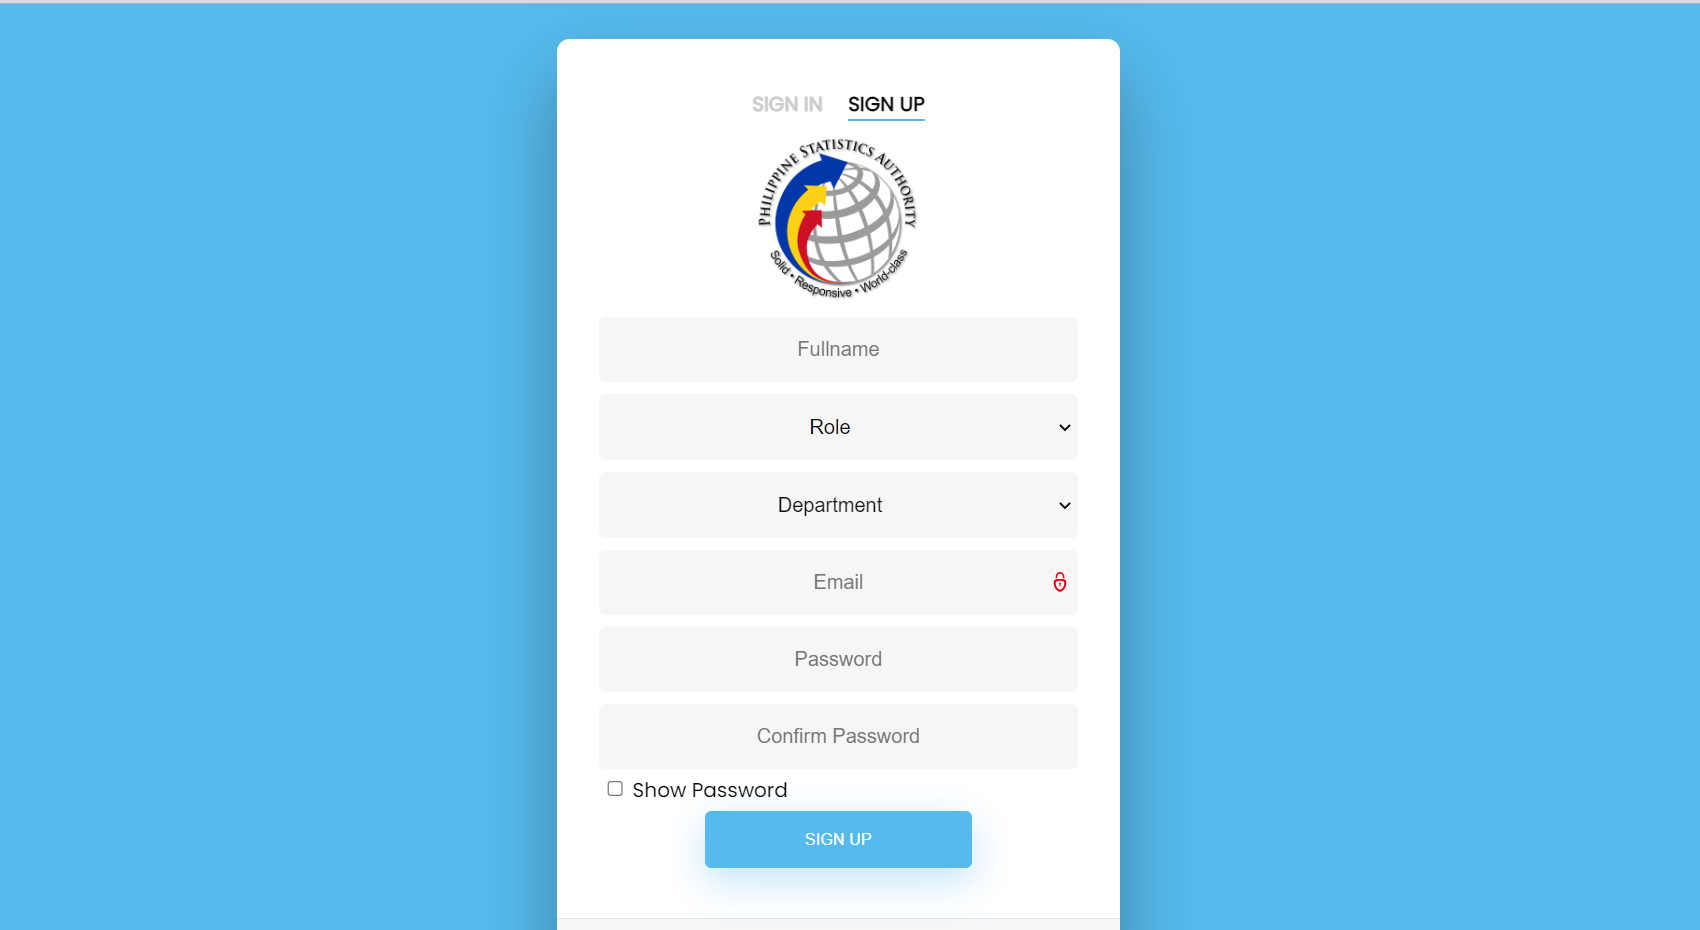 SIGN IN SIGN UP
PHILIPPINE STATISTICS AUTHORITY
Solid • Responsive • World-class
Fullname
Role
Department
Email
Password
Confirm Password
Show Password
SIGN UP